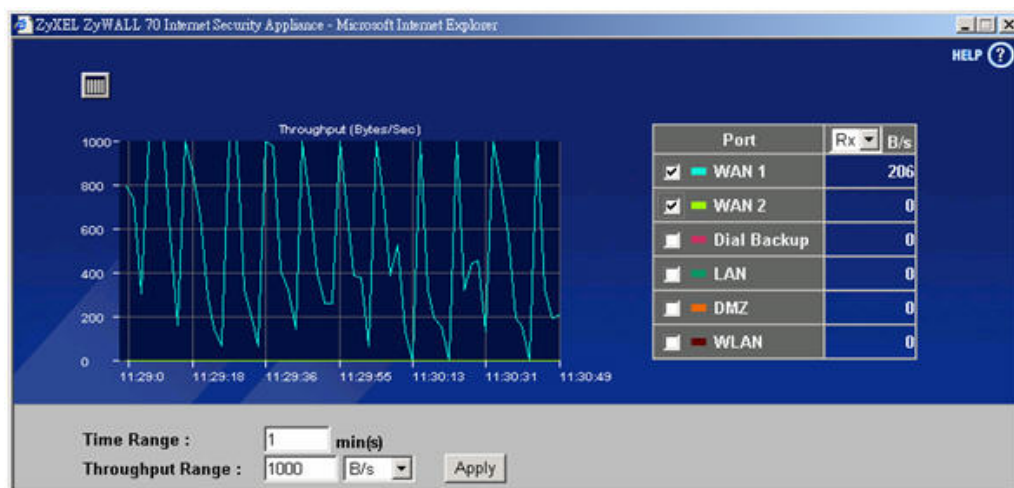 ZyXEL ZyWALL 70 Internet Security Appliance - Microsoft Internet Explorer
HELP ?
Throughput (Bytes/Sec)
1000
800
600
400
200
0
11:29:0 11:29:18 11:29:36 11:29:55 11:30:13 11:30:31 11:30:49
Port Rx B/s
WAN 1 206
WAN 2 0
Dial Backup 0
LAN 0
DMZ 0
WLAN 0
Time Range : 1 min(s)
Throughput Range : 1000 B/s Apply